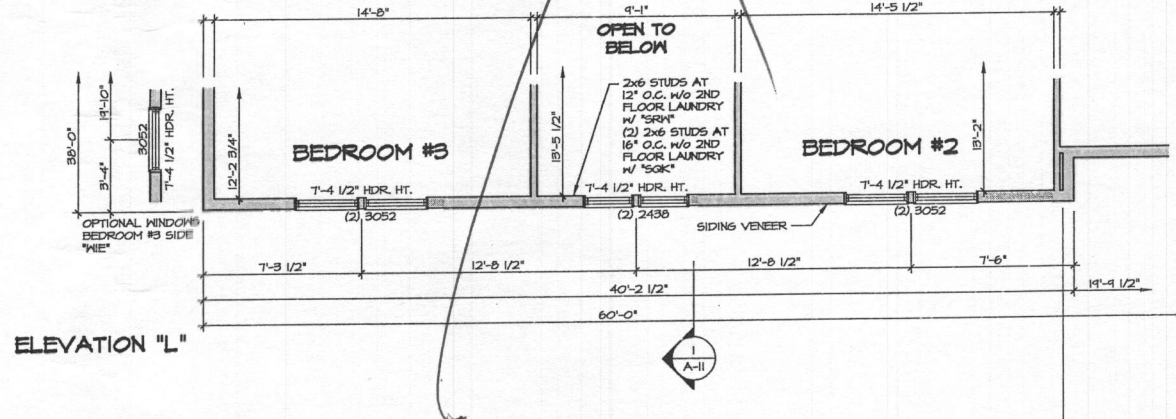 14'-8"
9'-1"
14'-5 1/2"
OPEN TO
BELOW
2x6 STUDS AT
12" O.C. W/O 2ND
FLOOR LAUNDRY
W/ "SRW"
(2) 2x6 STUDS AT
16" O.C. W/O 2ND
FLOOR LAUNDRY
W/ "SGK"
38'-0"
19'-10"
3'-4"
3052
7'-4 1/2" HDR. HT.
12'-2 3/4"
BEDROOM #3
13'-5 1/2"
BEDROOM #2
13'-2"
7'-4 1/2" HDR. HT.
(2) 3052
7'-4 1/2" HDR. HT.
(2) 2438
7'-4 1/2" HDR. HT.
(2) 3052
SIDING VENEER
OPTIONAL WINDOWS
BEDROOM #3 SIDE
"WIE"
7'-3 1/2"
12'-8 1/2"
12'-8 1/2"
7'-6"
40'-2 1/2"
19'-9 1/2"
60'-0"
ELEVATION "L"
1
A-11